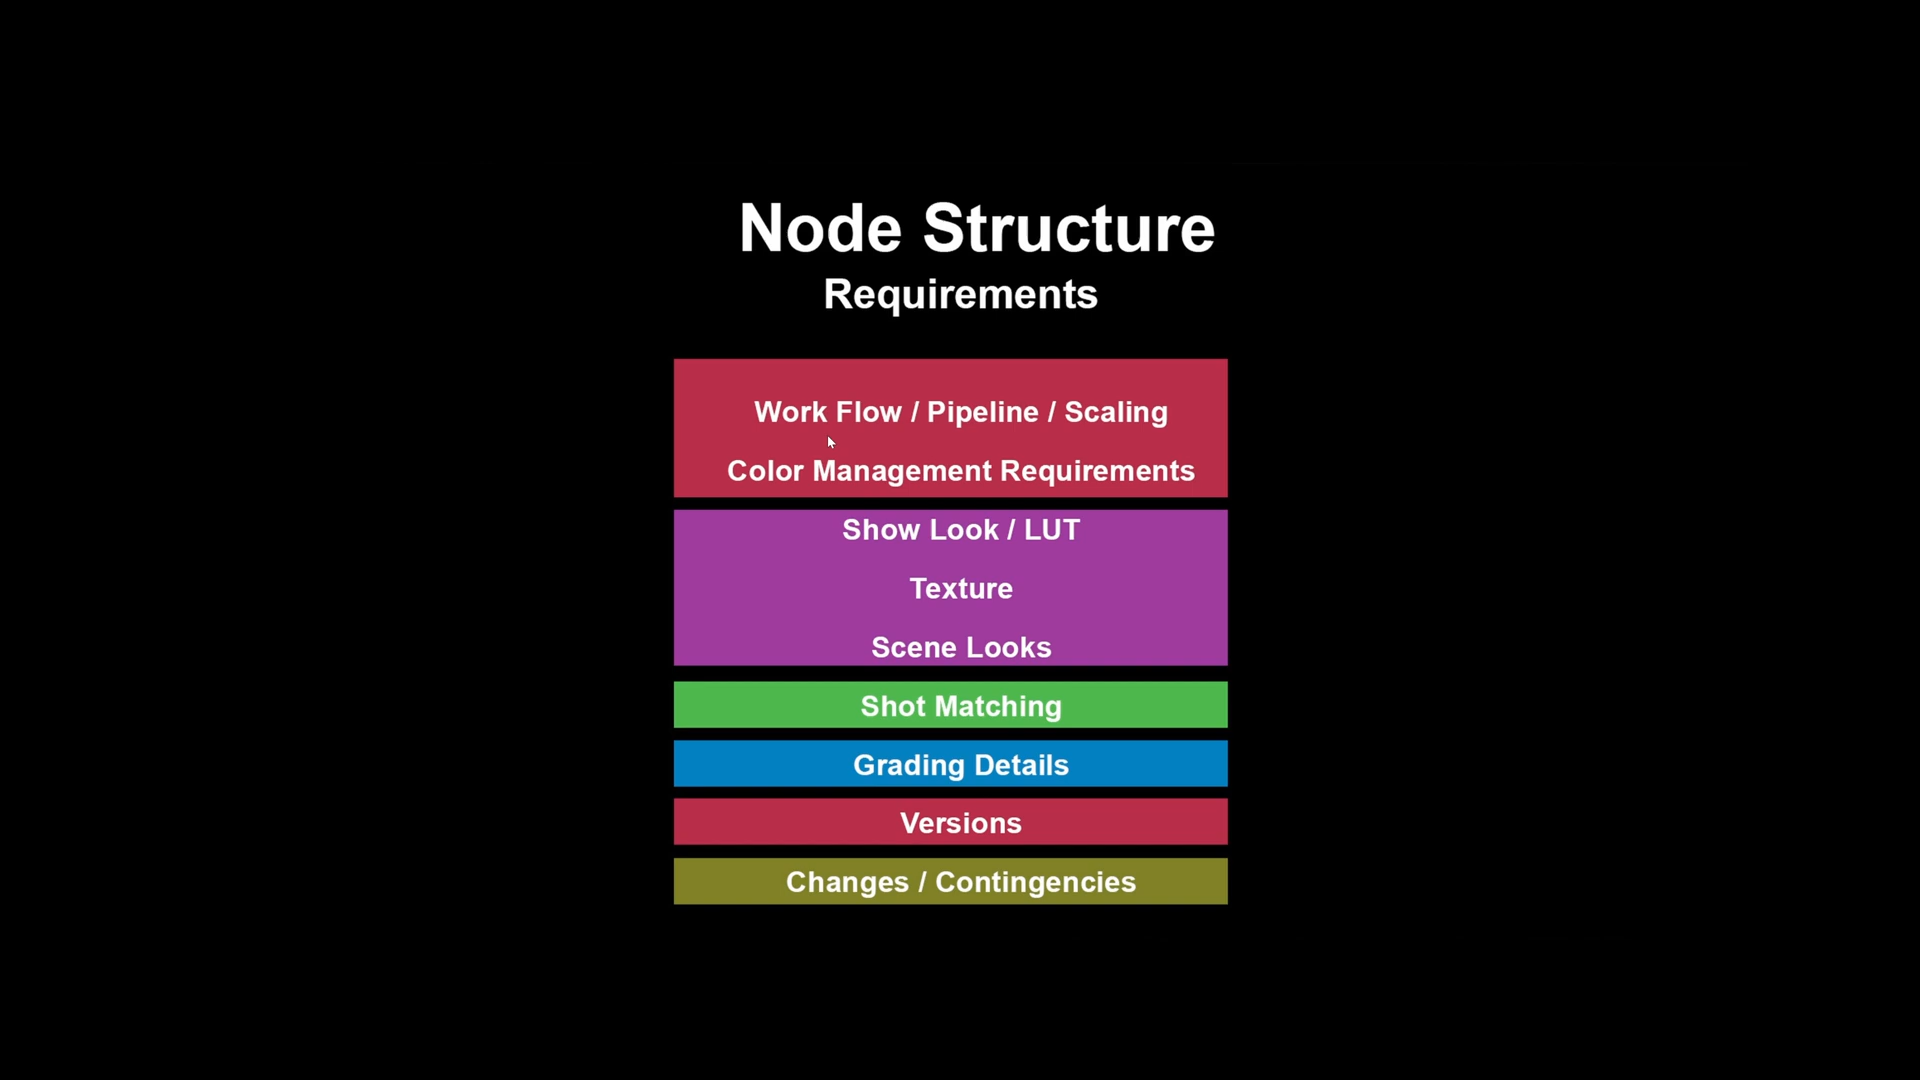 Node Structure
Requirements
Work Flow / Pipeline / Scaling
Color Management Requirements
Show Look / LUT
Texture
Scene Looks
Shot Matching
Grading Details
Versions
Changes / Contingencies